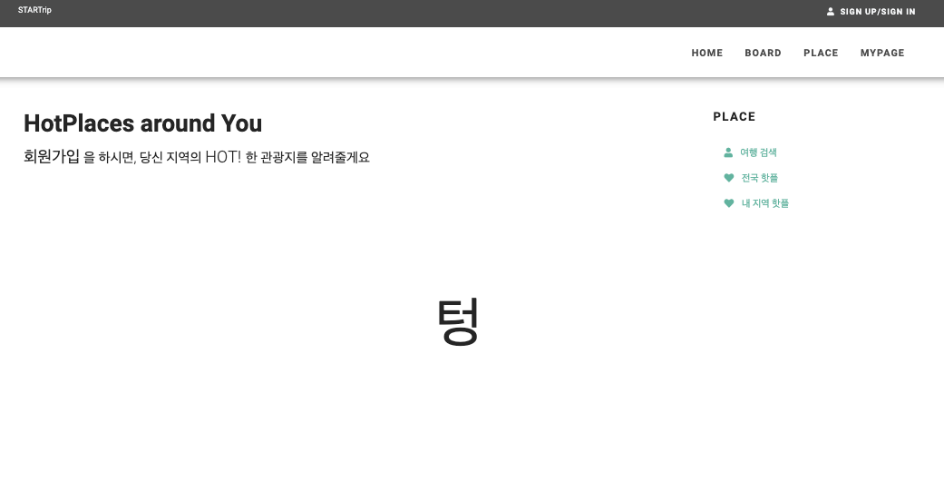 STARTrip
SIGN UP/SIGN IN
HOME BOARD PLACE MYPAGE
HotPlaces around You
회원가입 을 하시면, 당신 지역의 HOT! 한 관광지를 알려줄게요
PLACE
여행 검색
전국 핫플
내 지역 핫플
텅